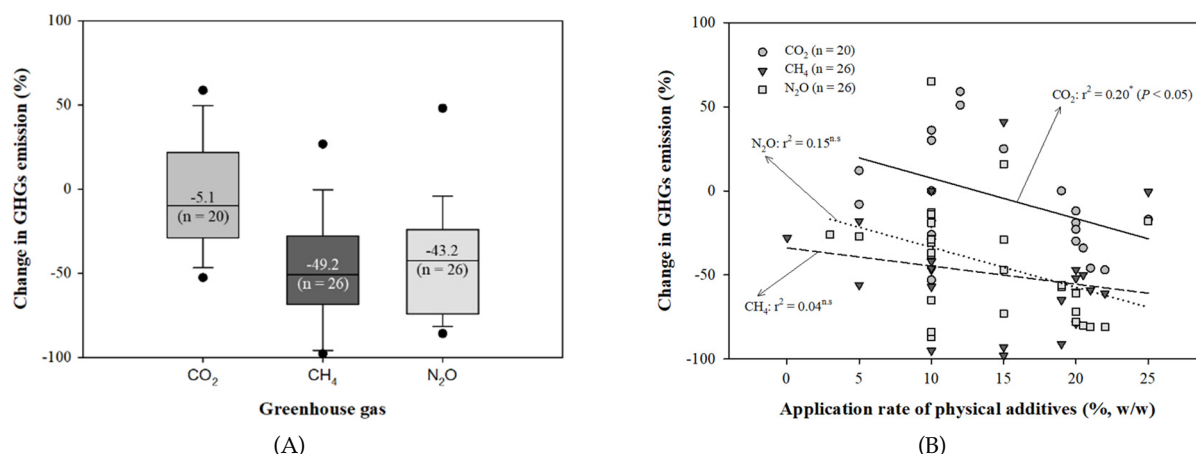 Change in GHGs emission (%)
100
50
0
-50
-100
-5.1
(n = 20)
-49.2
(n = 26)
-43.2
(n = 26)
CO₂
CH₄
N₂O
Greenhouse gas
(A)
Change in GHGs emission (%)
100
50
0
-50
-100
CO₂ (n = 20)
CH₄ (n = 26)
N₂O (n = 26)
CO₂: r² = 0.20* (P < 0.05)
N₂O: r² = 0.15ⁿ·ˢ
CH₄: r² = 0.04ⁿ·ˢ
0
5
10
15
20
25
Application rate of physical additives (%, w/w)
(B)